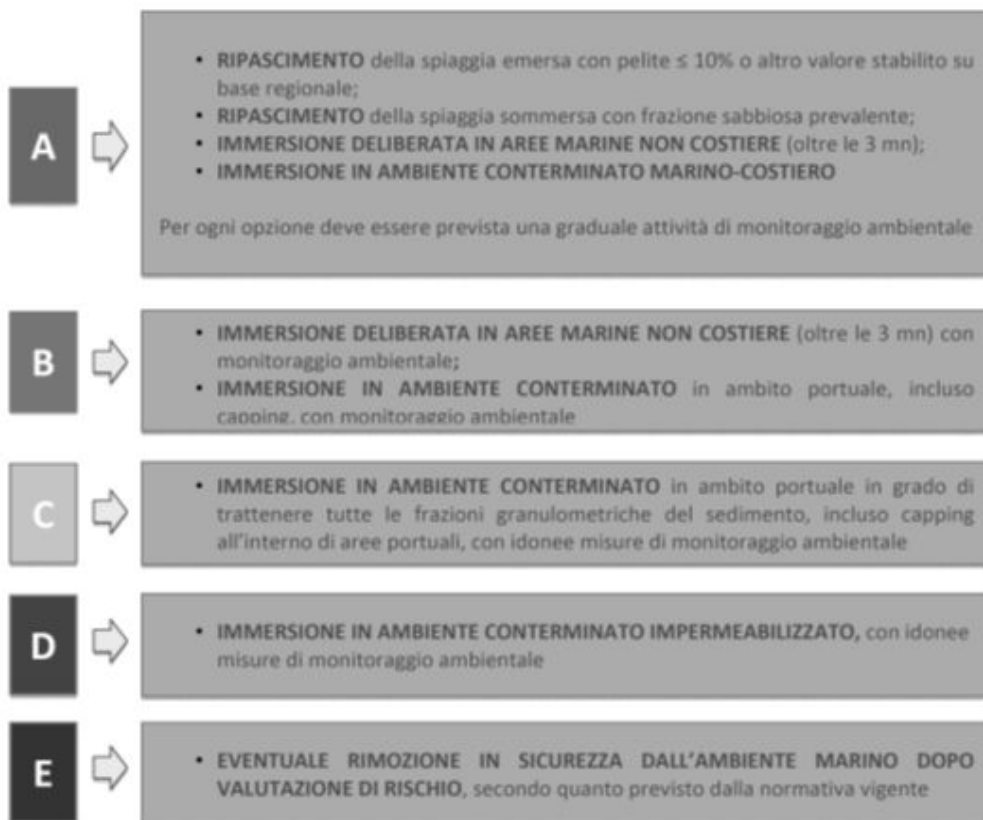 A
• RIPASCIMENTO della spiaggia emersa con pelite ≤ 10% o altro valore stabilito su
base regionale;
• RIPASCIMENTO della spiaggia sommersa con frazione sabbiosa prevalente;
• IMMERSIONE DELIBERATA IN AREE MARINE NON COSTIERE (oltre le 3 mn);
• IMMERSIONE IN AMBIENTE CONTERMINATO MARINO-COSTIERO
Per ogni opzione deve essere prevista una graduale attività di monitoraggio ambientale
B
• IMMERSIONE DELIBERATA IN AREE MARINE NON COSTIERE (oltre le 3 mn) con
monitoraggio ambientale;
• IMMERSIONE IN AMBIENTE CONTERMINATO in ambito portuale, incluso
capping, con monitoraggio ambientale
C
• IMMERSIONE IN AMBIENTE CONTERMINATO in ambito portuale in grado di
trattenere tutte le frazioni granulometriche del sedimento, incluso capping
all'interno di aree portuali, con idonee misure di monitoraggio ambientale
D
• IMMERSIONE IN AMBIENTE CONTERMINATO IMPERMEABILIZZATO, con idonee
misure di monitoraggio ambientale
E
• EVENTUALE RIMOZIONE IN SICUREZZA DALL'AMBIENTE MARINO DOPO
VALUTAZIONE DI RISCHIO, secondo quanto previsto dalla normativa vigente